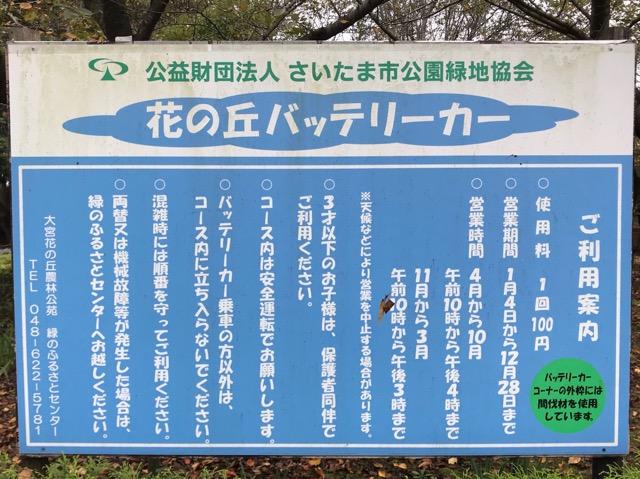 公益財団法人 さいたま市公園緑地協会
花の丘バッテリーカー
ご利用案内
○ 使用料 1回100円
○ 営業期間 1月4日から12月28日まで
○ 営業時間 4月から10月
午前10時から午後4時まで
11月から3月
午前0時から午後3時まで
※天候などにより営業を中止する場合があります。
○ 3才以下のお子様は、保護者同伴で
ご利用ください。
○ コース内は安全運転でお願いします。
○ バッテリーカー乗車の方以外は、
コース内に立ち入らないでください。
○ 混雑時には順番を守ってご利用ください。
○ 両替又は機械故障等が発生した場合は、
緑のふるさとセンターへお越しください。
大宮花の丘農林公苑 緑のふるさとセンター
TEL 048-622-5781
バッテリーカー
コーナーの外枠には
間伐材を使用
しています。